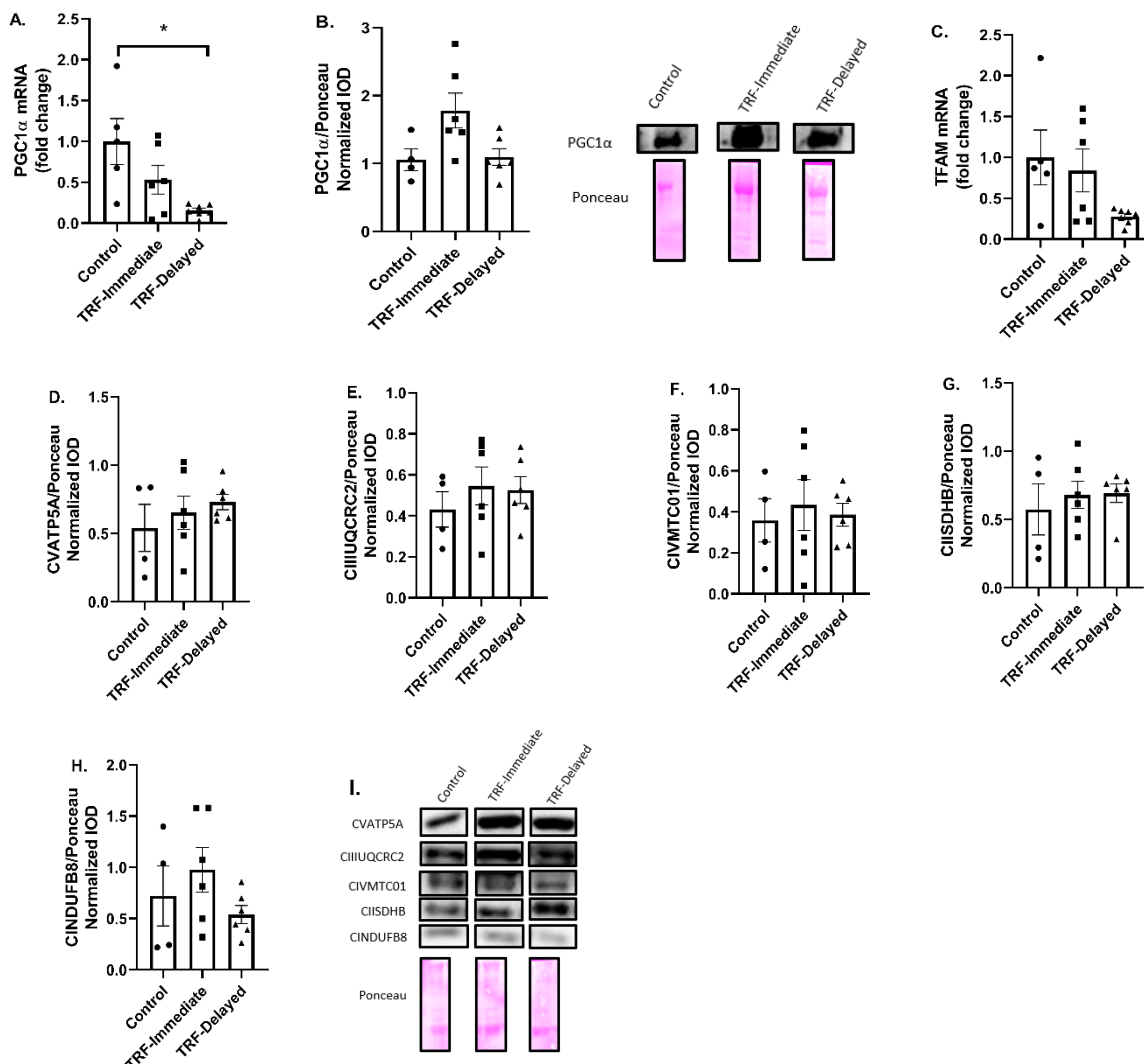 A.
*
PGC1α mRNA
(fold change)
2.5
2.0
1.5
1.0
0.5
0.0
Control
TRF-Immediate
TRF-Delayed
B.
PGC1α/Ponceau
Normalized IOD
3
2
1
0
Control
TRF-Immediate
TRF-Delayed
Control
TRF-Immediate
TRF-Delayed
PGC1α
Ponceau
C.
TFAM mRNA
(fold change)
2.5
2.0
1.5
1.0
0.5
0.0
Control
TRF-Immediate
TRF-Delayed
D.
CVATP5A/Ponceau
Normalized IOD
1.5
1.0
0.5
0.0
Control
TRF-Immediate
TRF-Delayed
E.
CIIIUQCRC2/Ponceau
Normalized IOD
1.0
0.8
0.6
0.4
0.2
0.0
Control
TRF-Immediate
TRF-Delayed
F.
CIVMTC01/Ponceau
Normalized IOD
1.0
0.8
0.6
0.4
0.2
0.0
Control
TRF-Immediate
TRF-Delayed
G.
CIISDHB/Ponceau
Normalized IOD
1.5
1.0
0.5
0.0
Control
TRF-Immediate
TRF-Delayed
H.
CINDUFB8/Ponceau
Normalized IOD
2.0
1.5
1.0
0.5
0.0
Control
TRF-Immediate
TRF-Delayed
I.
Control
TRF-Immediate
TRF-Delayed
CVATP5A
CIIIUQCRC2
CIVMTC01
CIISDHB
CINDUFB8
Ponceau